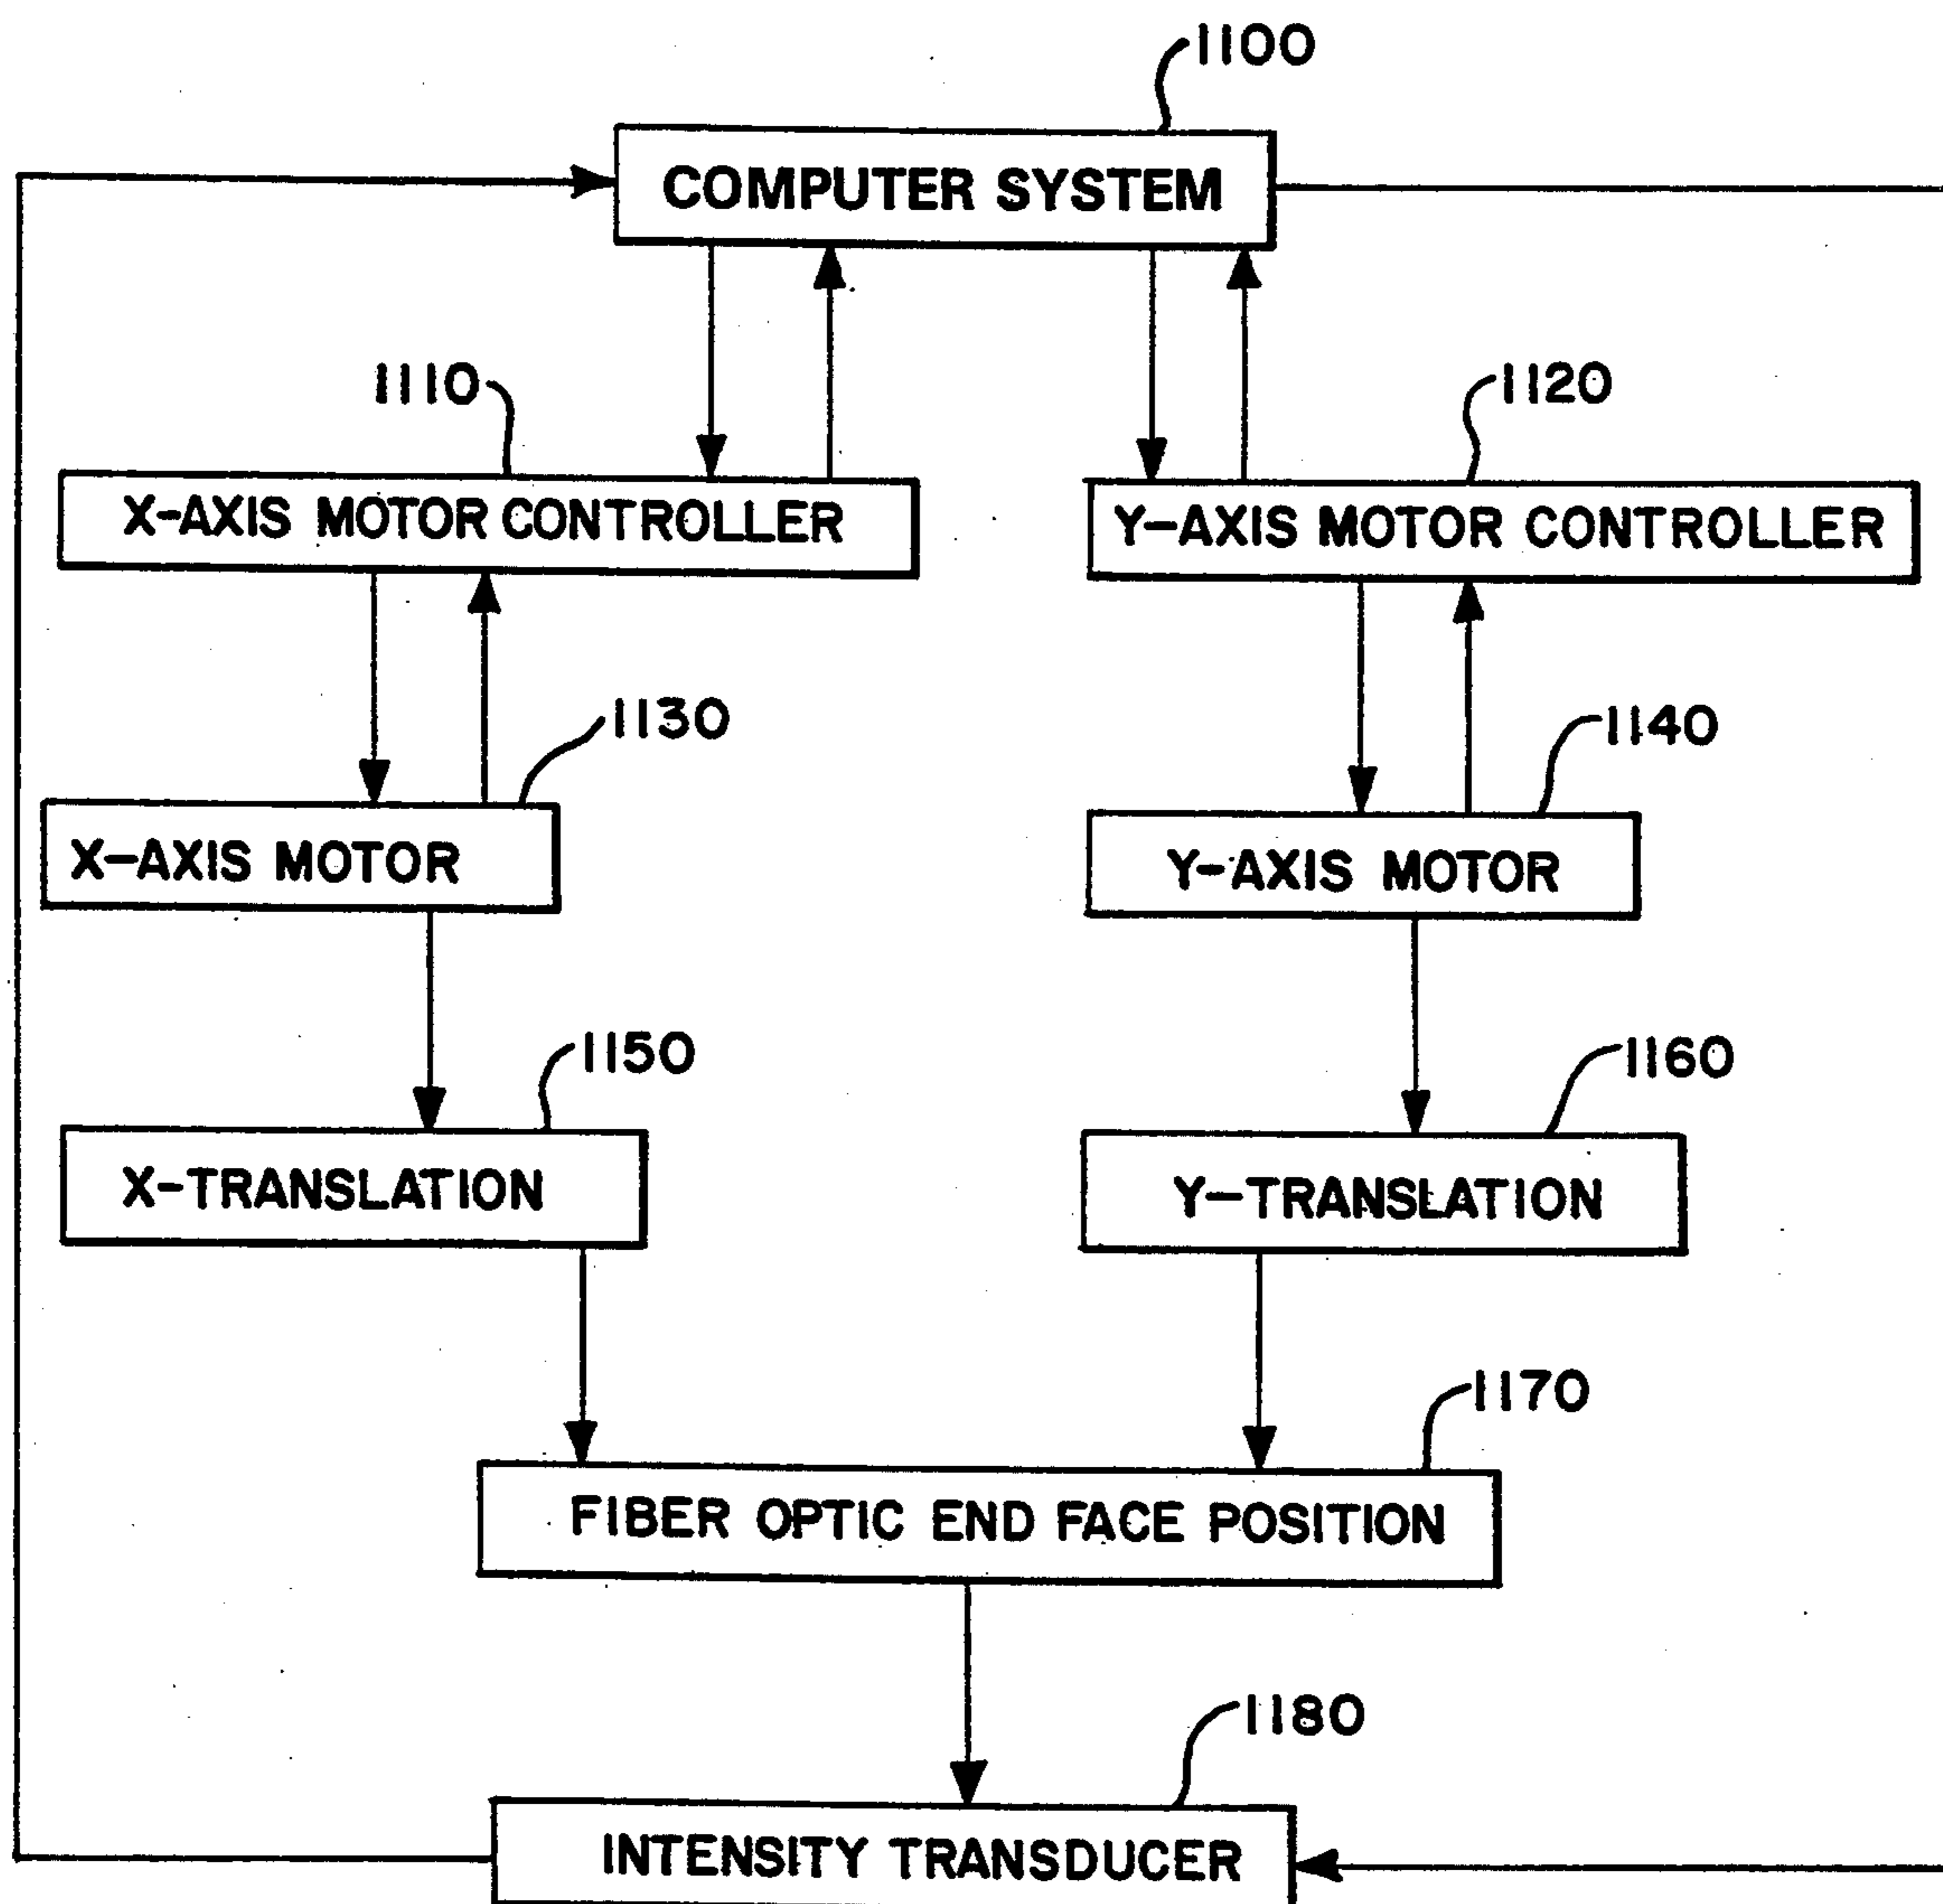 1100
COMPUTER SYSTEM
1110
1120
X-AXIS MOTOR CONTROLLER
Y-AXIS MOTOR CONTROLLER
1130
1140
X-AXIS MOTOR
Y-AXIS MOTOR
1150
1160
X-TRANSLATION
Y-TRANSLATION
1170
FIBER OPTIC END FACE POSITION
1180
INTENSITY TRANSDUCER